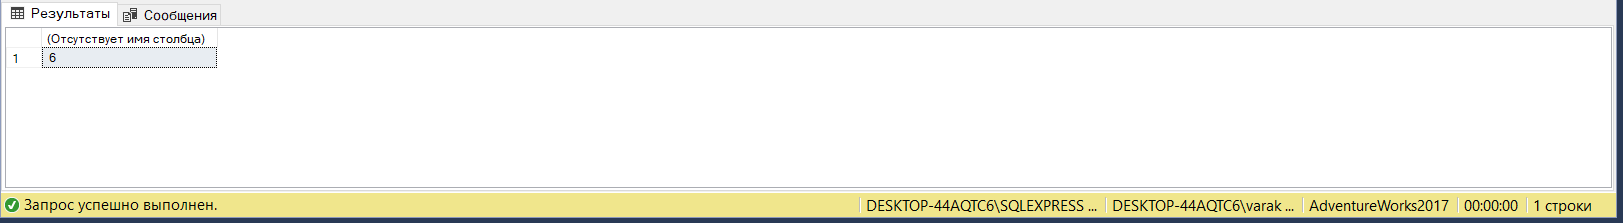 Результаты Сообщения
(Отсутствует имя столбца)
1 6
Запрос успешно выполнен. DESKTOP-44AQTC6\SQLEXPRESS ... DESKTOP-44AQTC6\varak ... AdventureWorks2017 00:00:00 1 строки